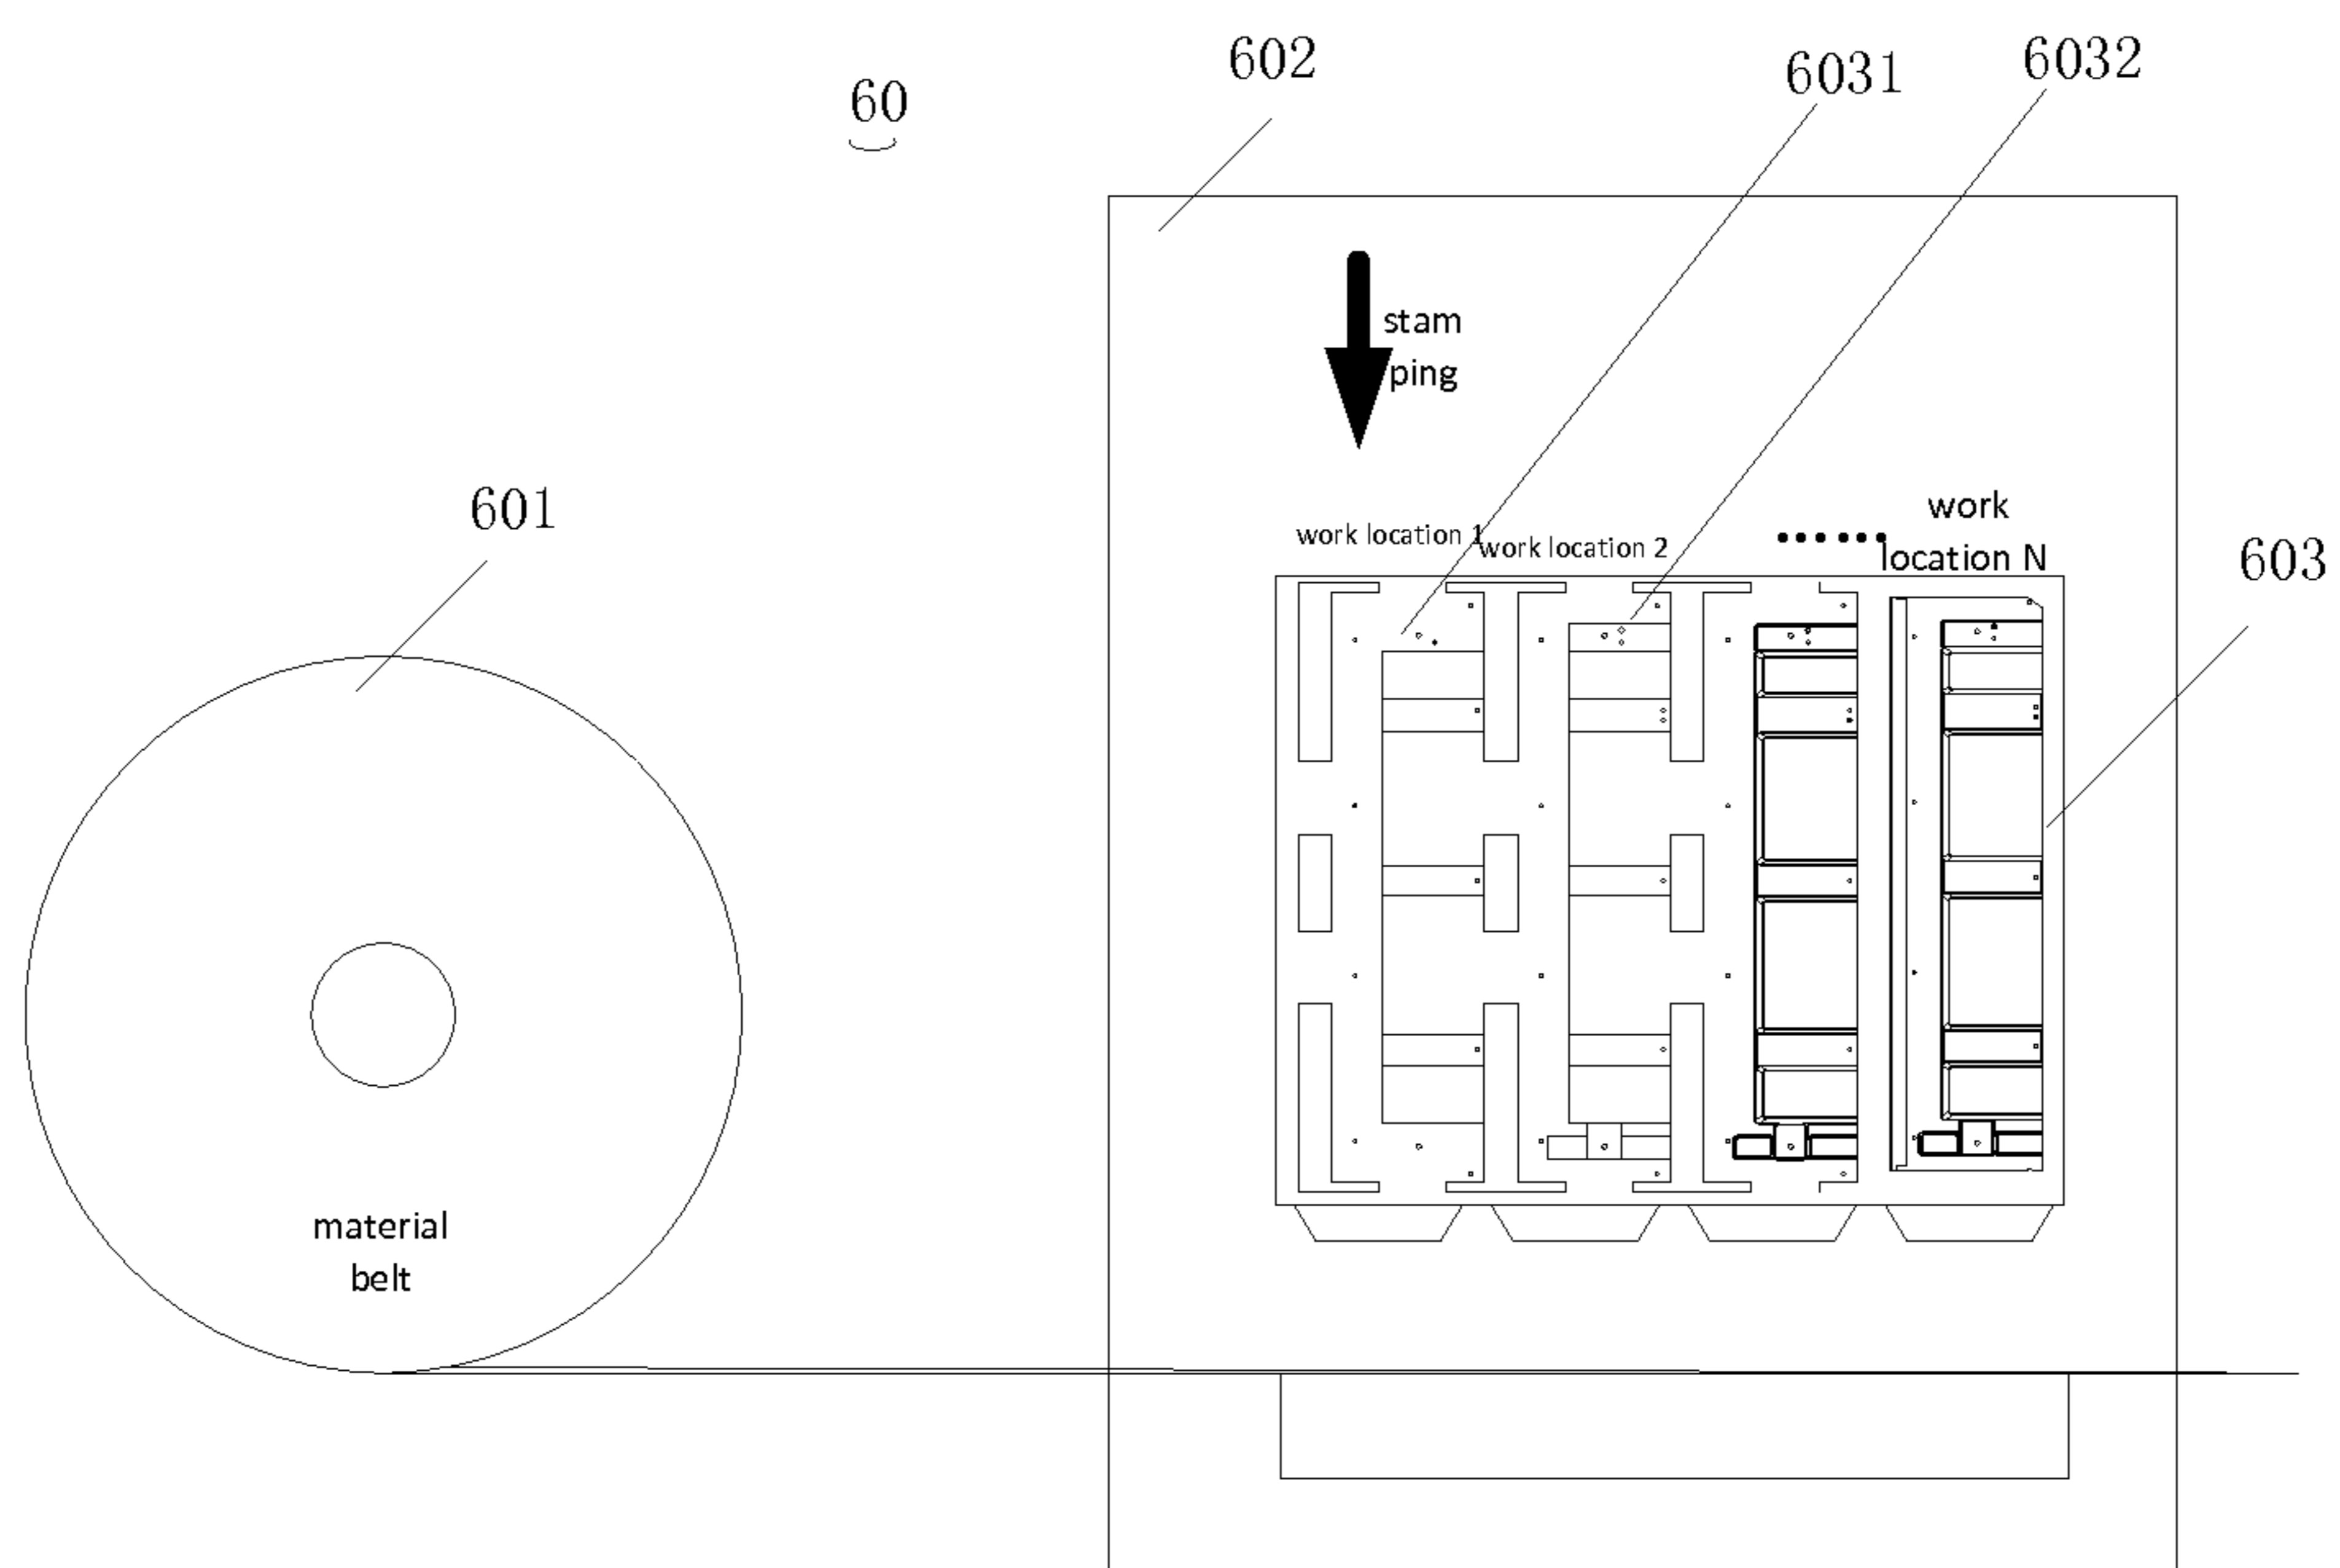 602
6031
6032
60
stam
ping
601
work
work location 1
work location 2
......
location N
603
material
belt